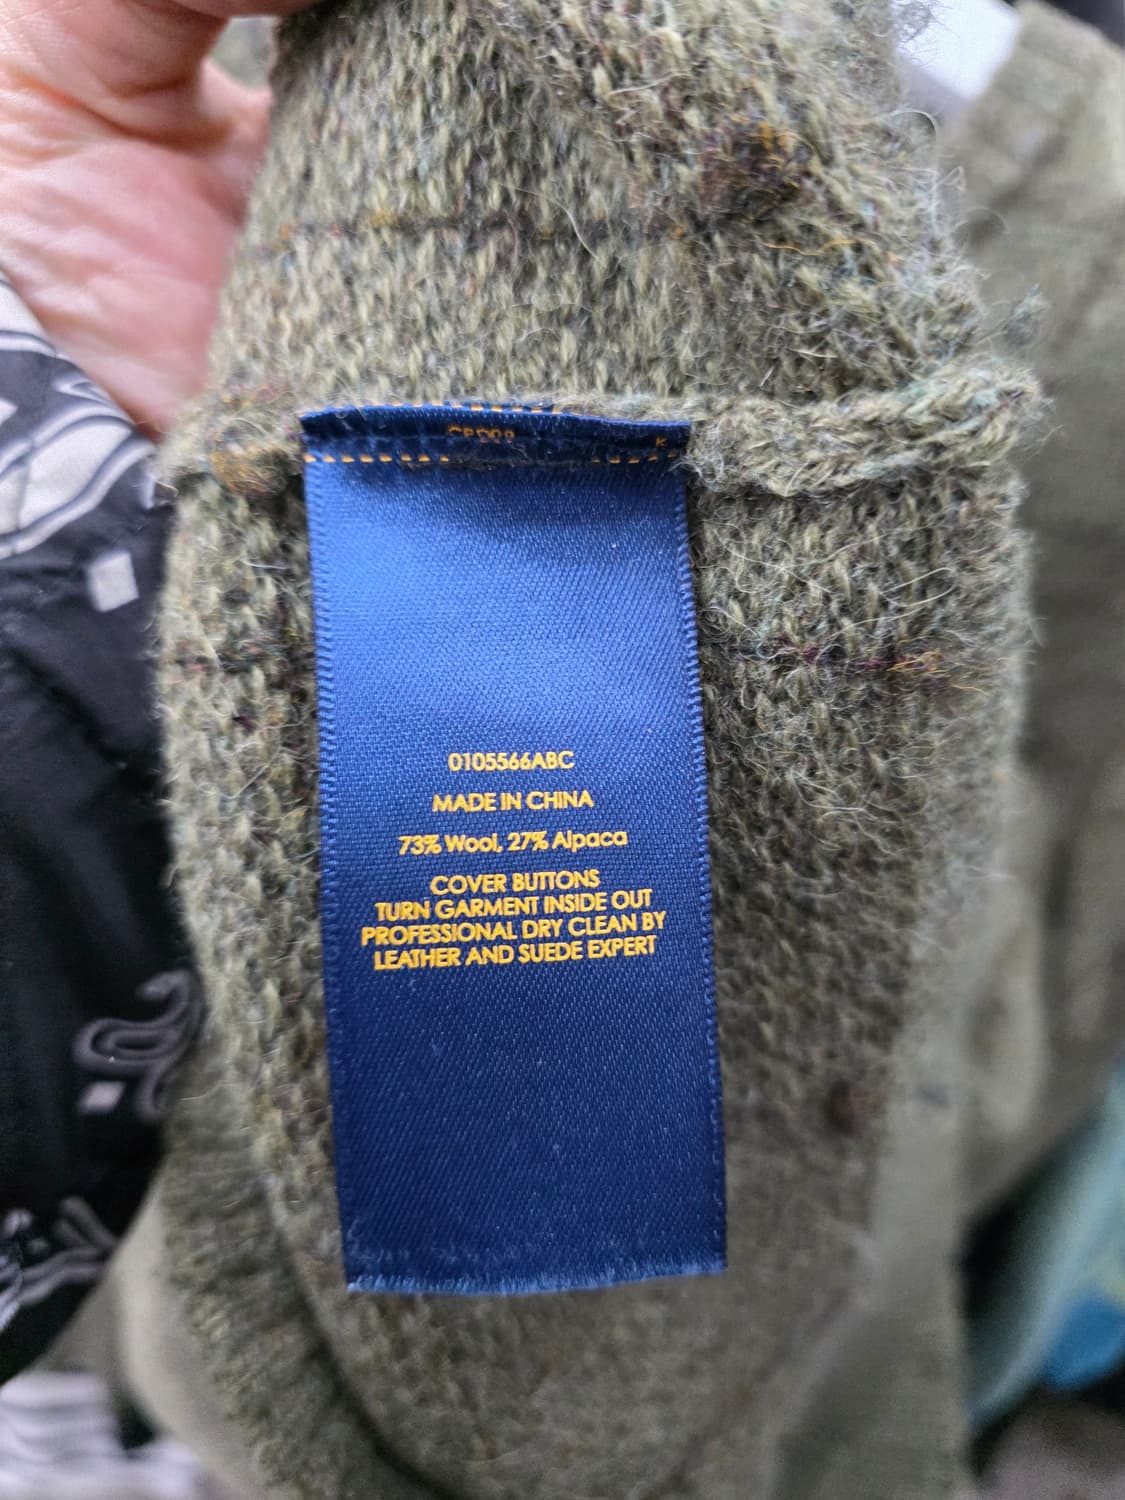 0105566ABC
MADE IN CHINA
73% Wool, 27% Alpaca
COVER BUTTONS
TURN GARMENT INSIDE OUT
PROFESSIONAL DRY CLEAN BY
LEATHER AND SUEDE EXPERT